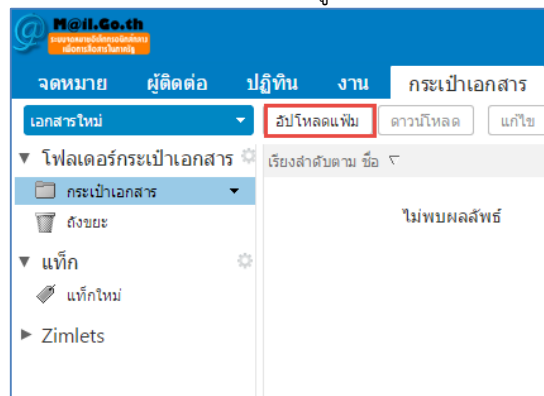 M@il.Go.th
ระบบจดหมายอิเล็กทรอนิกส์กลาง
เพื่อการสื่อสารในภาครัฐ
จดหมาย ผู้ติดต่อ ปฏิทิน งาน กระเป๋าเอกสาร
เอกสารใหม่ อัปโหลดแฟ้ม ดาวน์โหลด แก้ไข
โฟลเดอร์กระเป๋าเอกสาร เรียงลำดับตาม ชื่อ
กระเป๋าเอกสาร
ไม่พบผลลัพธ์
ถังขยะ
แท็ก
แท็กใหม่
Zimlets